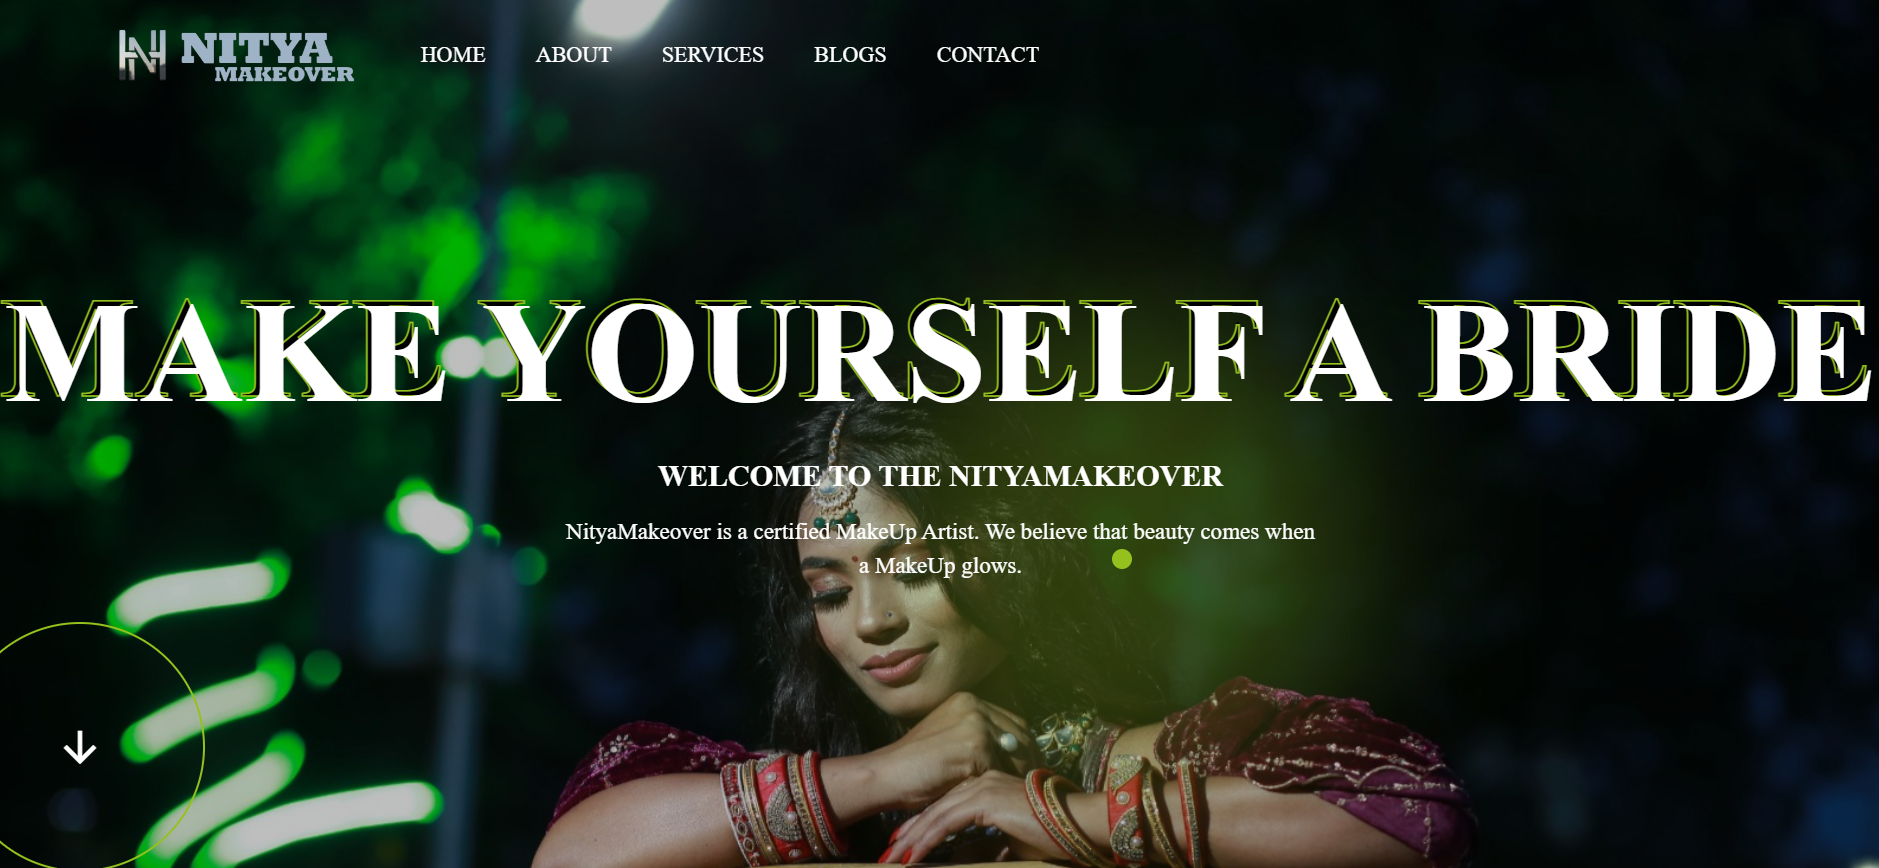 NITYA
MAKEOVER
HOME ABOUT SERVICES BLOGS CONTACT
MAKE YOURSELF A BRIDE
WELCOME TO THE NITYAMAKEOVER
NityaMakeover is a certified MakeUp Artist. We believe that beauty comes when
a MakeUp glows.